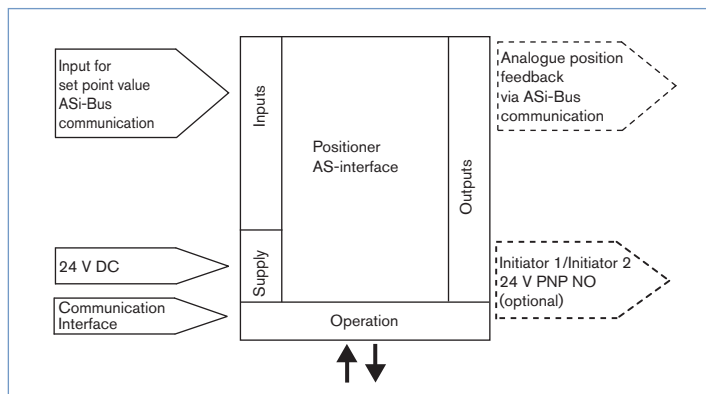 Input for
set point value
ASi-Bus
communication
Inputs
Positioner
AS-interface
Outputs
Analogue position
feedback
via ASi-Bus
communication
24 V DC
Supply
Initiator 1/Initiator 2
24 V PNP NO
(optional)
Communication
Interface
Operation